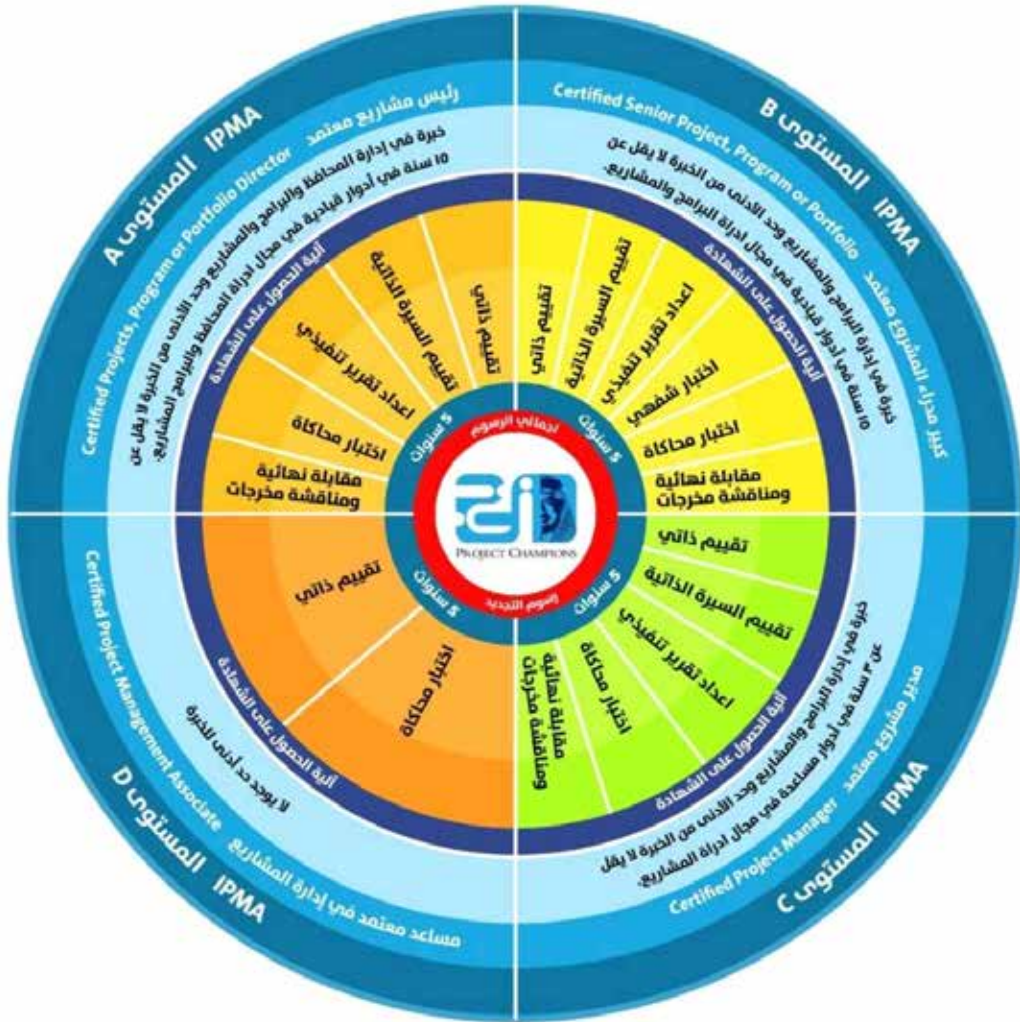 IPMA المستوى A
رئيس مشاريع معتمد Certified Projects, Program or Portfolio Director
خبرة في إدارة المحافظ والبرامج والمشاريع وحد الأدنى من الخبرة لا يقل عن
١٥ سنة في أدوار قيادية في مجال ادراة المحافظ والبرامج المشاريع.
آلية الحصول على الشهادة
تقييم ذاتي
تقييم السيرة الذاتية
اعداد تقرير تنفيذي
اختبار محاكاة
مقابلة نهائية
ومناقشة مخرجات
5 سنوات
IPMA المستوى B
كبير مدراء المشروع معتمد Certified Senior Project, Program or Portfolio
خبرة في إدارة البرامج والمشاريع وحد الأدنى من الخبرة لا يقل عن
١٥ سنة في أدوار قيادية في مجال ادراة البرامج والمشاريع.
آلية الحصول على الشهادة
تقييم ذاتي
تقييم السيرة الذاتية
اعداد تقرير تنفيذي
اختبار شفهي
اختبار محاكاة
مقابلة نهائية
ومناقشة مخرجات
5 سنوات
IPMA المستوى C
مدير مشروع معتمد Certified Project Manager
خبرة في إدارة البرامج والمشاريع وحد الأدنى من الخبرة لا يقل
عن ٣ سنة في أدوار مساعدة في مجال ادراة المشاريع.
آلية الحصول على الشهادة
تقييم ذاتي
تقييم السيرة الذاتية
اعداد تقرير تنفيذي
اختبار محاكاة
مقابلة نهائية
ومناقشة مخرجات
5 سنوات
IPMA المستوى D
مساعد معتمد في إدارة المشاريع Certified Project Management Associate
لا يوجد حد أدنى للخبرة
آلية الحصول على الشهادة
تقييم ذاتي
اختبار محاكاة
5 سنوات
اجمالي الرسوم
PROJECT CHAMPIONS
رسوم التجديد